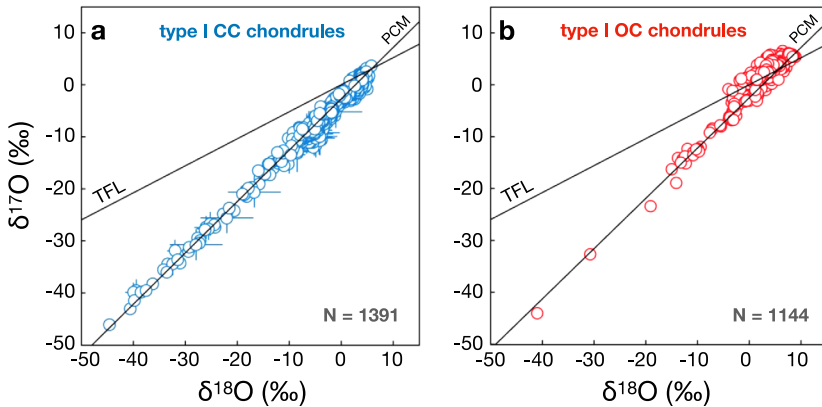 a
type I CC chondrules
PCM
TFL
N = 1391
10
0
-10
-20
-30
-40
-50
δ17O (‰)
-50 -40 -30 -20 -10 0 10
δ18O (‰)
b
type I OC chondrules
PCM
TFL
N = 1144
10
0
-10
-20
-30
-40
-50
-50 -40 -30 -20 -10 0 10
δ18O (‰)